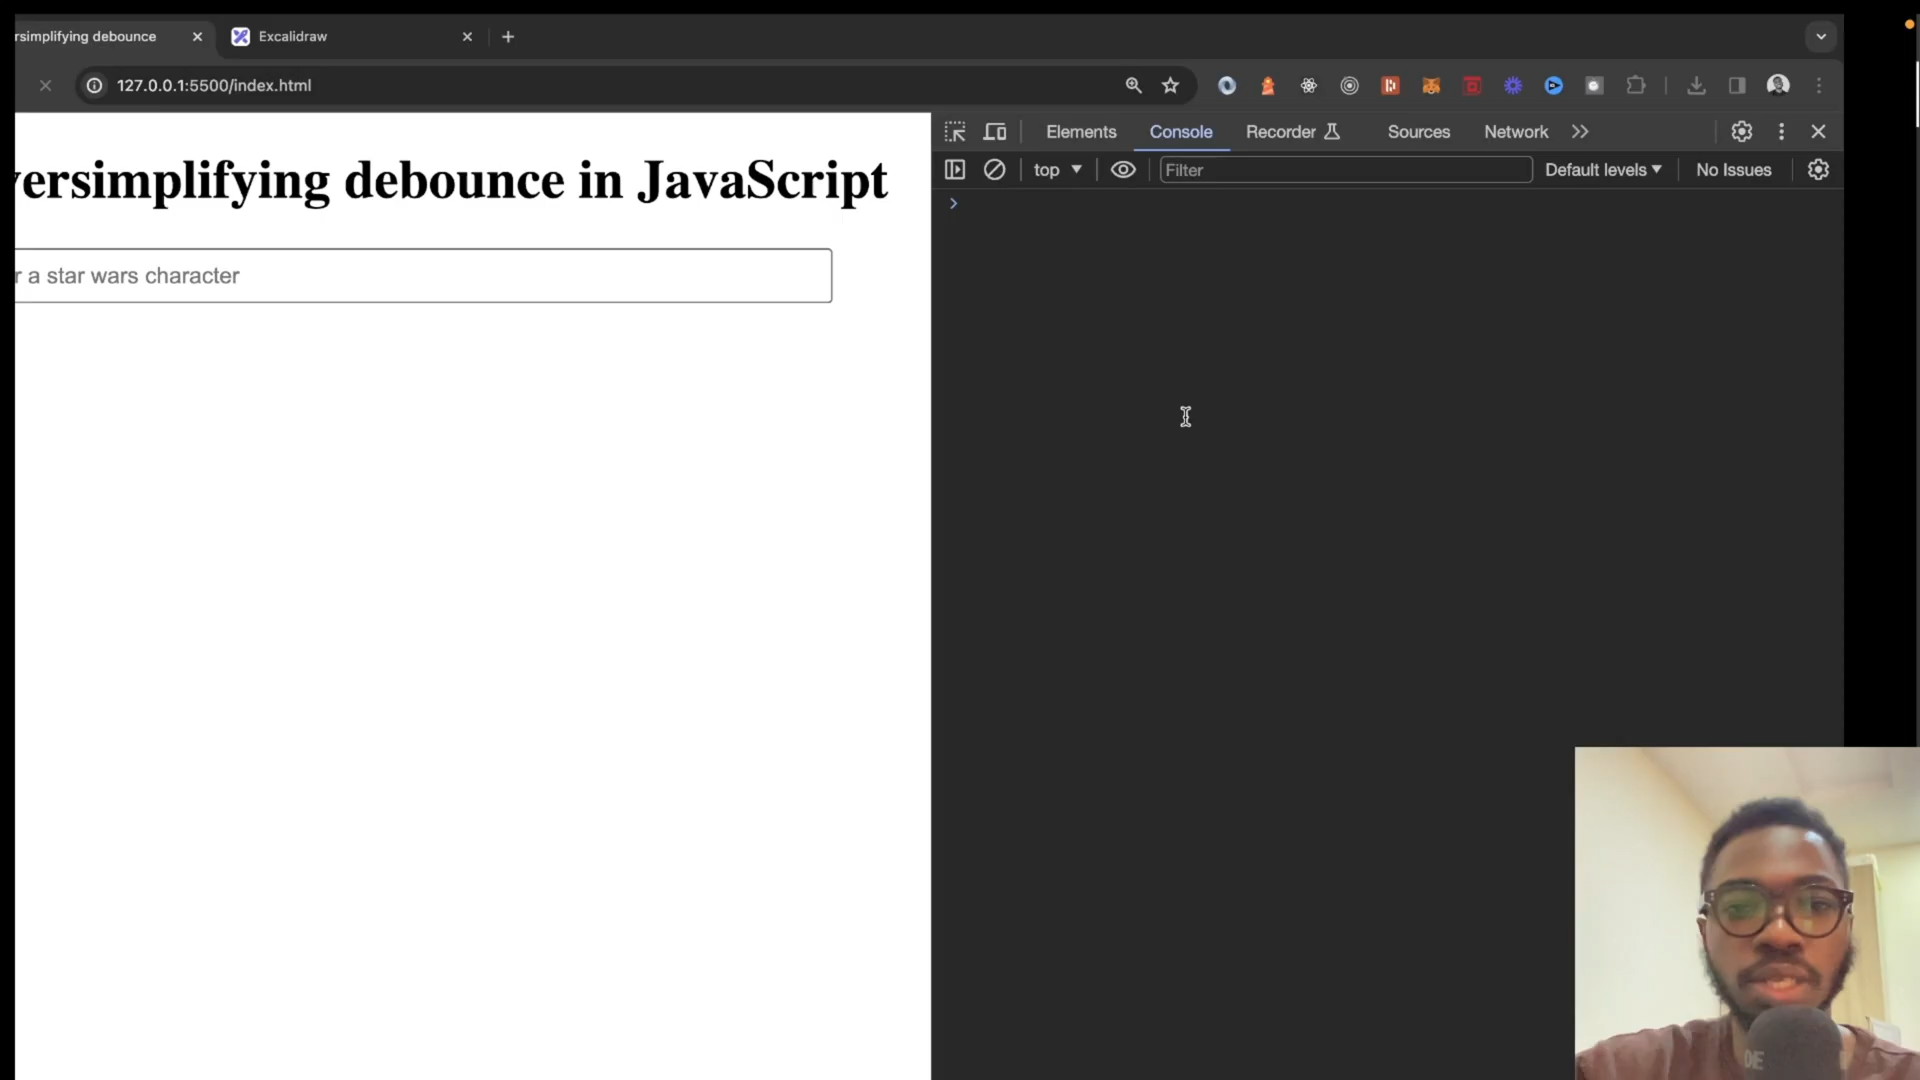 rsimplifying debounce
Excalidraw
127.0.0.1:5500/index.html
Elements Console Recorder Sources Network
top Filter Default levels No Issues
versimplifying debounce in JavaScript
r a star wars character